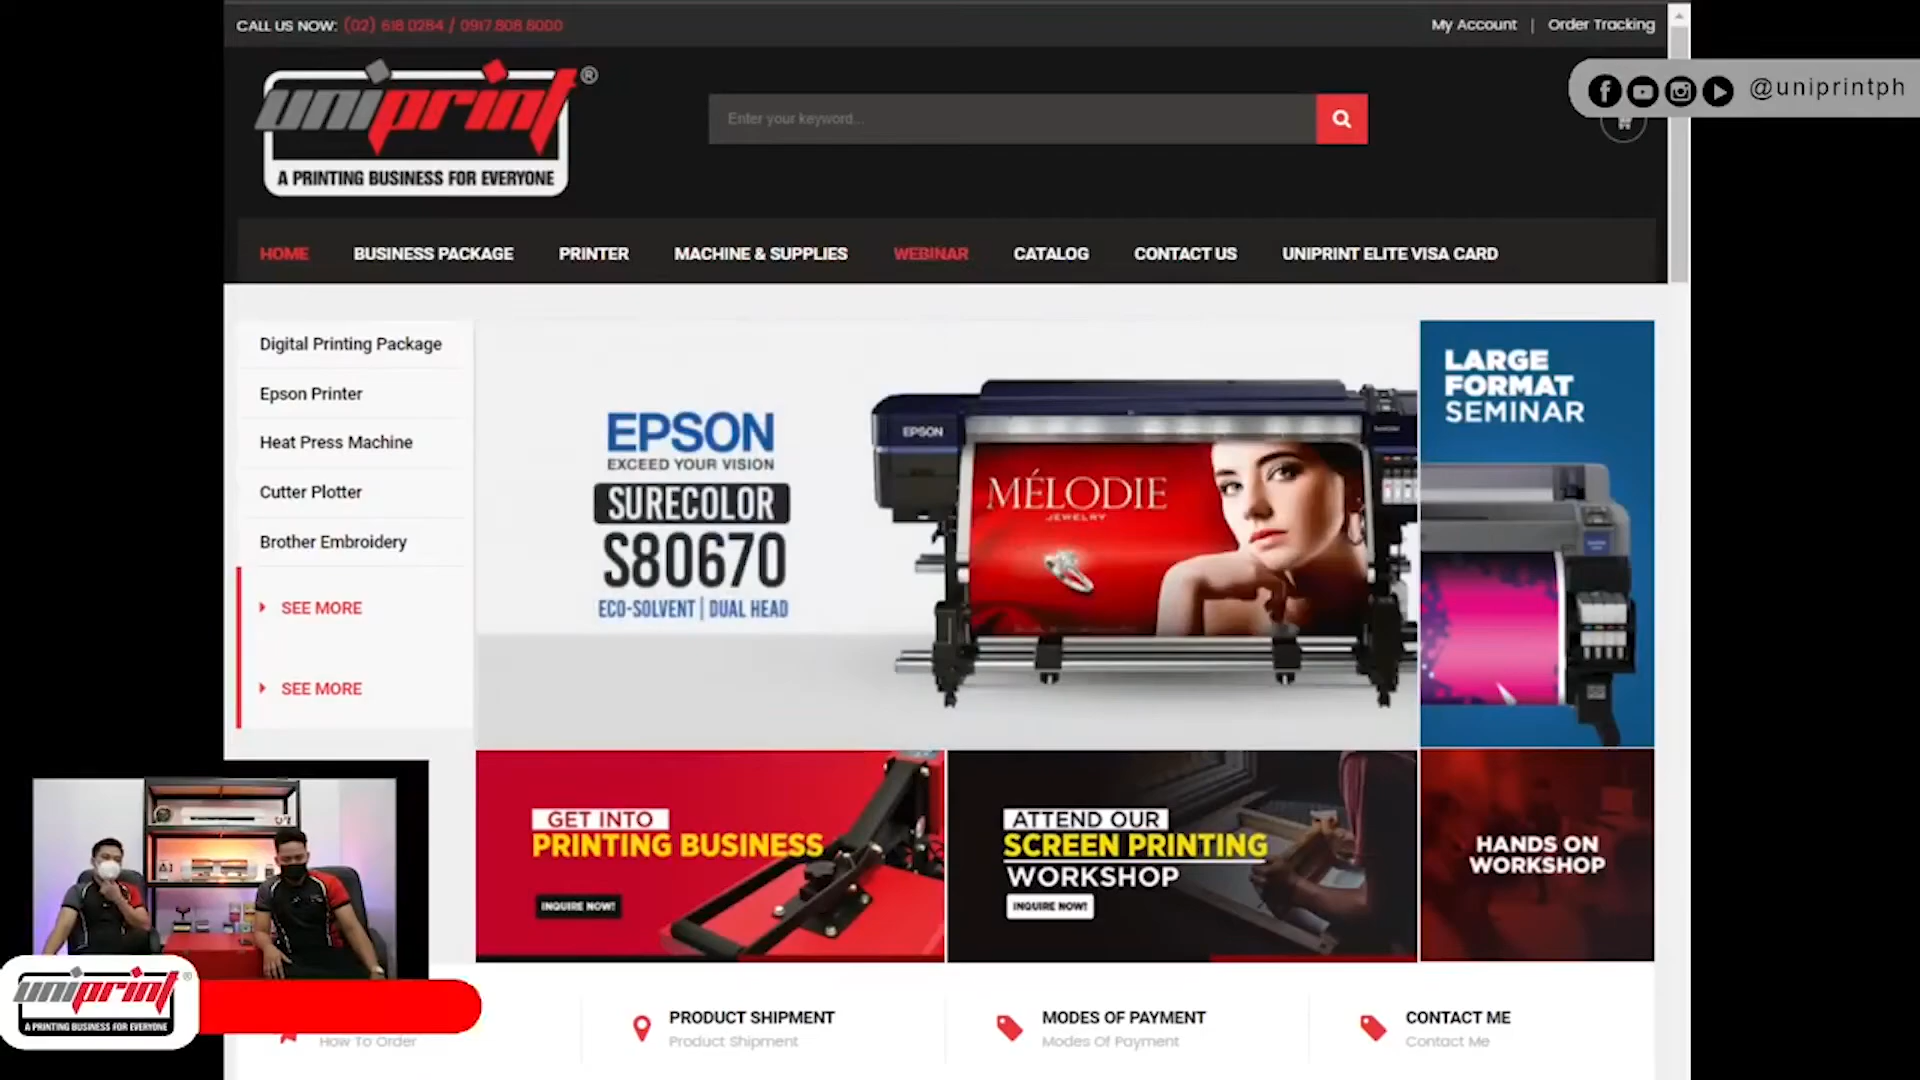 CALL US NOW: (02) 618 0284 / 0917.808.8000
My Account | Order Tracking
@uniprintph
uniprint®
A PRINTING BUSINESS FOR EVERYONE
Enter your keyword...
HOME
BUSINESS PACKAGE
PRINTER
MACHINE & SUPPLIES
WEBINAR
CATALOG
CONTACT US
UNIPRINT ELITE VISA CARD
Digital Printing Package
Epson Printer
Heat Press Machine
Cutter Plotter
Brother Embroidery
SEE MORE
SEE MORE
EPSON
EXCEED YOUR VISION
SURECOLOR
S80670
ECO-SOLVENT | DUAL HEAD
EPSON
MÉLODIE
JEWELRY
LARGE
FORMAT
SEMINAR
GET INTO
PRINTING BUSINESS
INQUIRE NOW!
ATTEND OUR
SCREEN PRINTING
WORKSHOP
INQUIRE NOW!
HANDS ON
WORKSHOP
uniprint®
A PRINTING BUSINESS FOR EVERYONE
How To Order
PRODUCT SHIPMENT
Product Shipment
MODES OF PAYMENT
Modes Of Payment
CONTACT ME
Contact Me